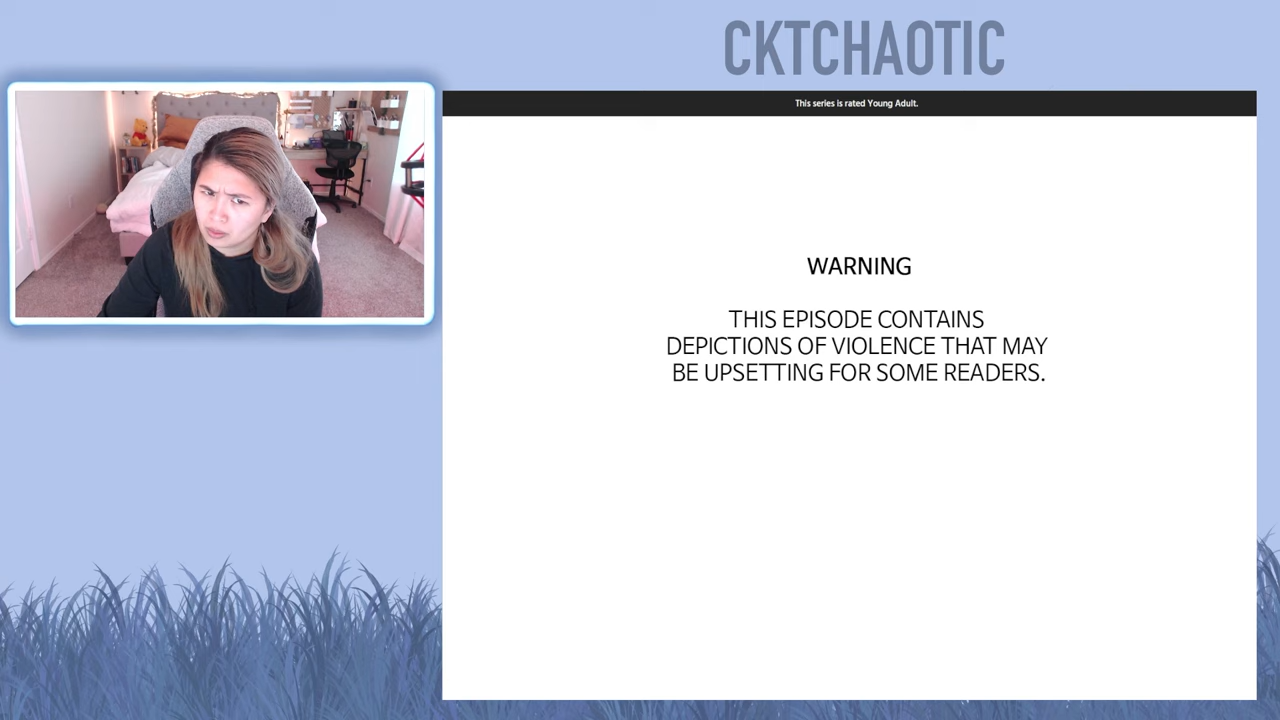 CKTCHAOTIC
This series is rated Young Adult.
WARNING
THIS EPISODE CONTAINS
DEPICTIONS OF VIOLENCE THAT MAY
BE UPSETTING FOR SOME READERS.